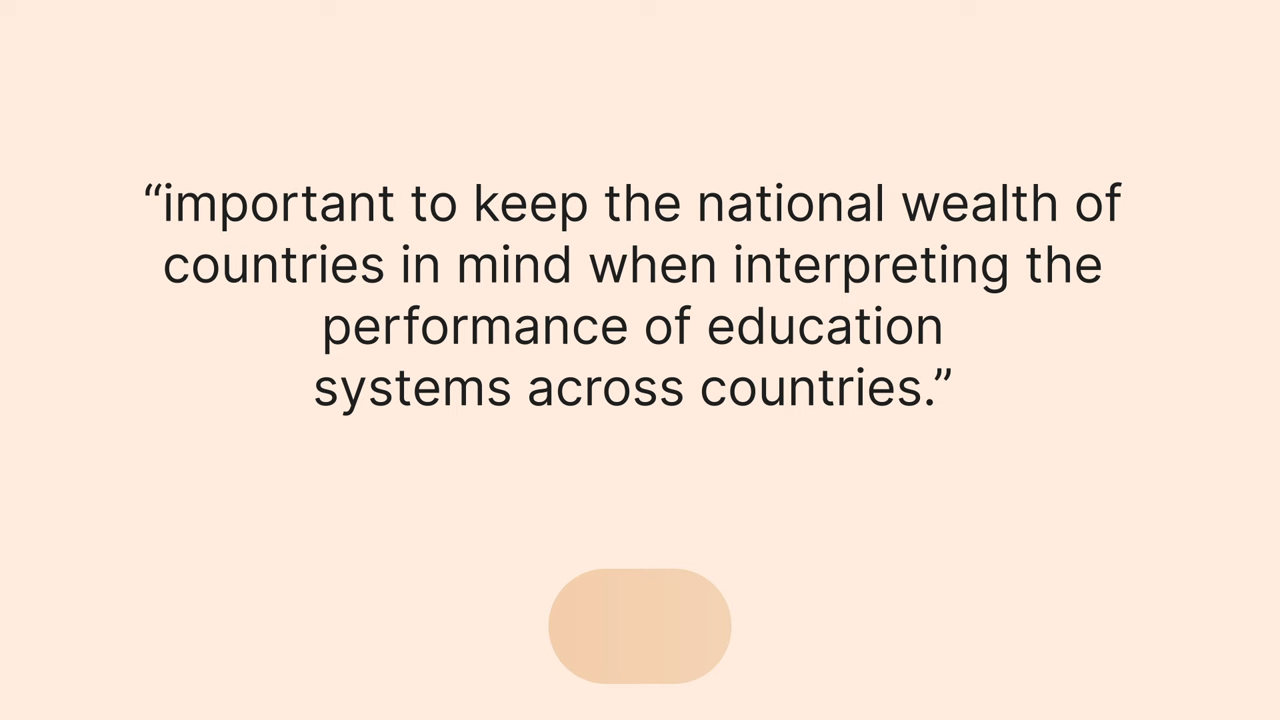 “important to keep the national wealth of
countries in mind when interpreting the
performance of education
systems across countries.”